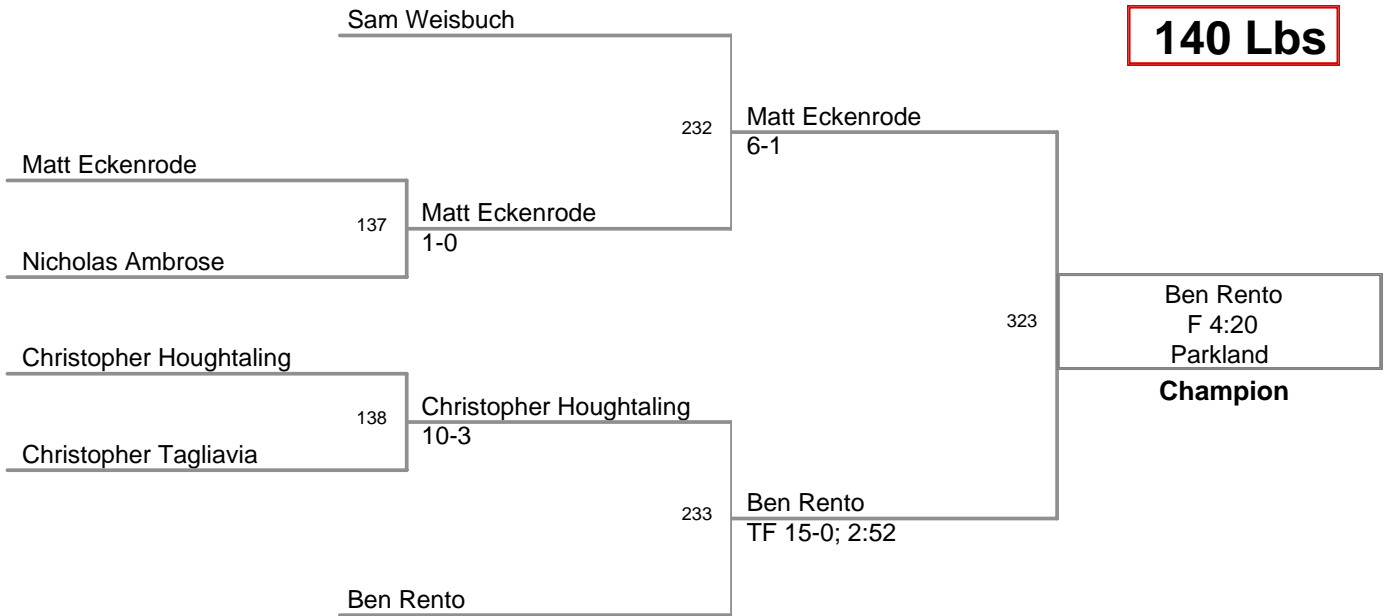 Sam Weisbuch
140 Lbs
232
Matt Eckenrode
6-1
Matt Eckenrode
137
Matt Eckenrode
1-0
Nicholas Ambrose
323
Ben Rento
F 4:20
Parkland
Champion
Christopher Houghtaling
138
Christopher Houghtaling
10-3
Christopher Tagliavia
233
Ben Rento
TF 15-0; 2:52
Ben Rento